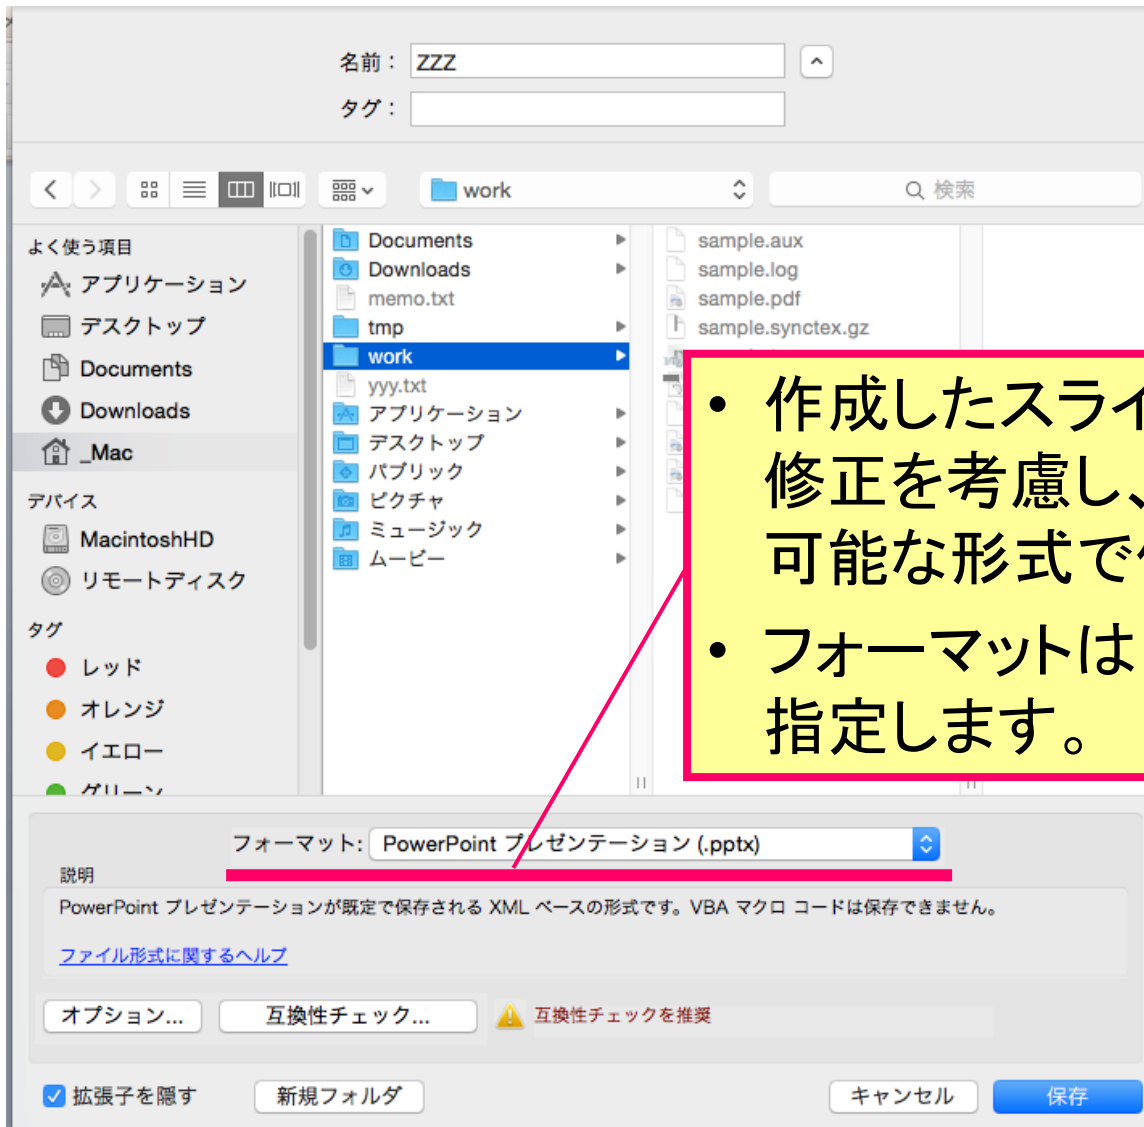 名前： ZZZ
タグ：
work
検索
よく使う項目
アプリケーション
デスクトップ
Documents
Downloads
_Mac
デバイス
MacintoshHD
リモートディスク
タグ
レッド
オレンジ
イエロー
グリーン
Documents
Downloads
memo.txt
tmp
work
yyy.txt
アプリケーション
デスクトップ
パブリック
ピクチャ
ミュージック
ムービー
sample.aux
sample.log
sample.pdf
sample.synctex.gz
• 作成したスライ
修正を考慮し、
可能な形式で
• フォーマットは
指定します。
フォーマット: PowerPoint プレゼンテーション (.pptx)
説明
PowerPoint プレゼンテーションが既定で保存される XML ベースの形式です。VBA マクロ コードは保存できません。
ファイル形式に関するヘルプ
オプション... 互換性チェック... 互換性チェックを推奨
拡張子を隠す 新規フォルダ キャンセル 保存